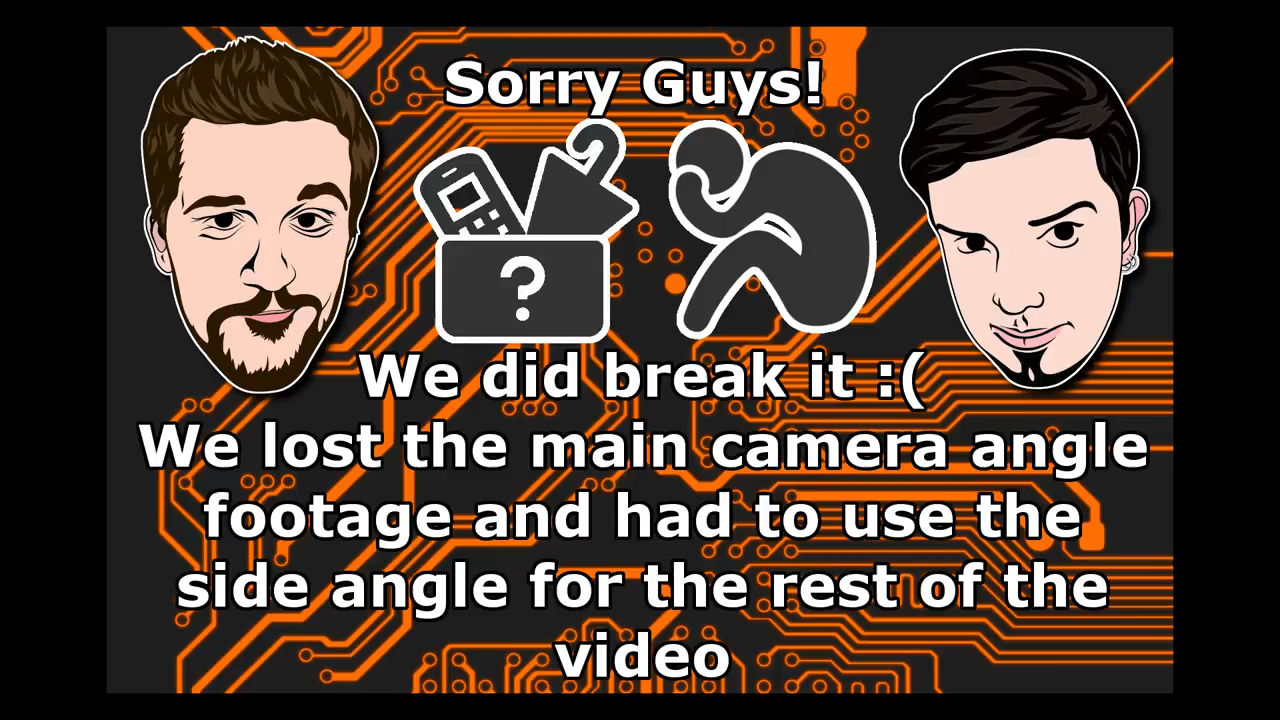 Sorry Guys!
?
We did break it :(
We lost the main camera angle
footage and had to use the
side angle for the rest of the
video